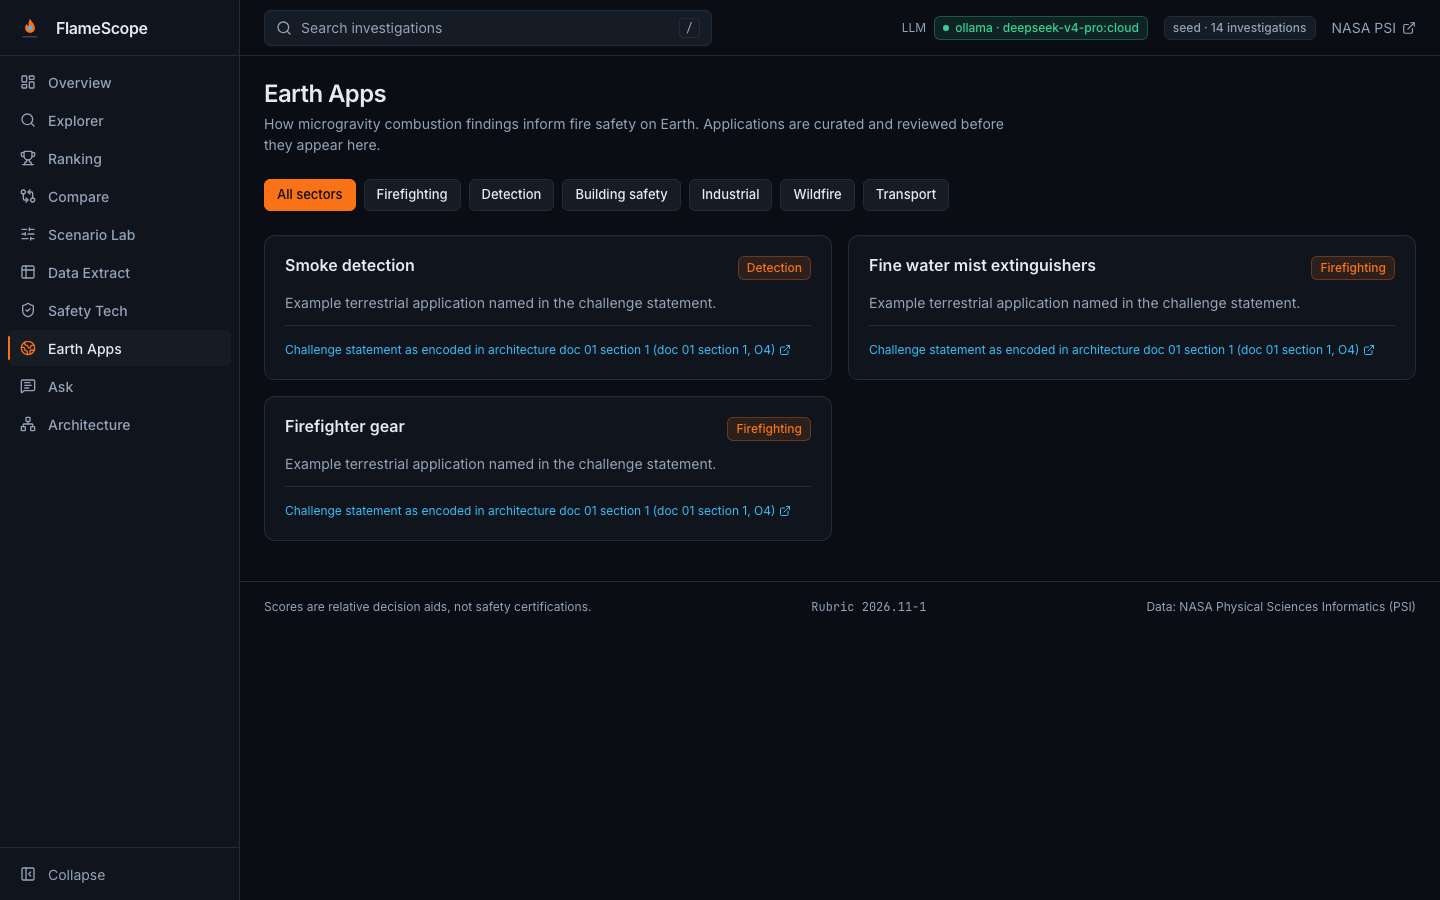 FlameScope
Search investigations
/
LLM
ollama · deepseek-v4-pro:cloud
seed · 14 investigations
NASA PSI
Overview
Explorer
Ranking
Compare
Scenario Lab
Data Extract
Safety Tech
Earth Apps
Ask
Architecture
Collapse
Earth Apps
How microgravity combustion findings inform fire safety on Earth. Applications are curated and reviewed before
they appear here.
All sectors
Firefighting
Detection
Building safety
Industrial
Wildfire
Transport
Smoke detection
Detection
Example terrestrial application named in the challenge statement.
Challenge statement as encoded in architecture doc 01 section 1 (doc 01 section 1, O4)
Fine water mist extinguishers
Firefighting
Example terrestrial application named in the challenge statement.
Challenge statement as encoded in architecture doc 01 section 1 (doc 01 section 1, O4)
Firefighter gear
Firefighting
Example terrestrial application named in the challenge statement.
Challenge statement as encoded in architecture doc 01 section 1 (doc 01 section 1, O4)
Scores are relative decision aids, not safety certifications.
Rubric 2026.11-1
Data: NASA Physical Sciences Informatics (PSI)